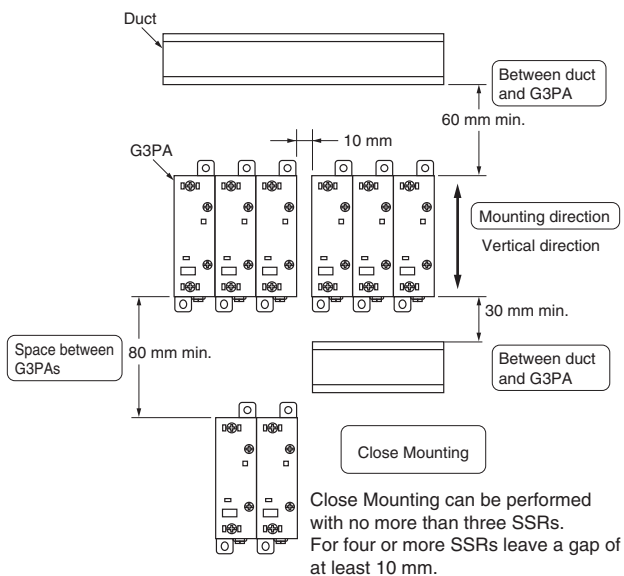 Duct
Between duct
and G3PA
60 mm min.
10 mm
G3PA
Mounting direction
Vertical direction
30 mm min.
Space between
G3PAs
80 mm min.
Between duct
and G3PA
Close Mounting
Close Mounting can be performed
with no more than three SSRs.
For four or more SSRs leave a gap of
at least 10 mm.